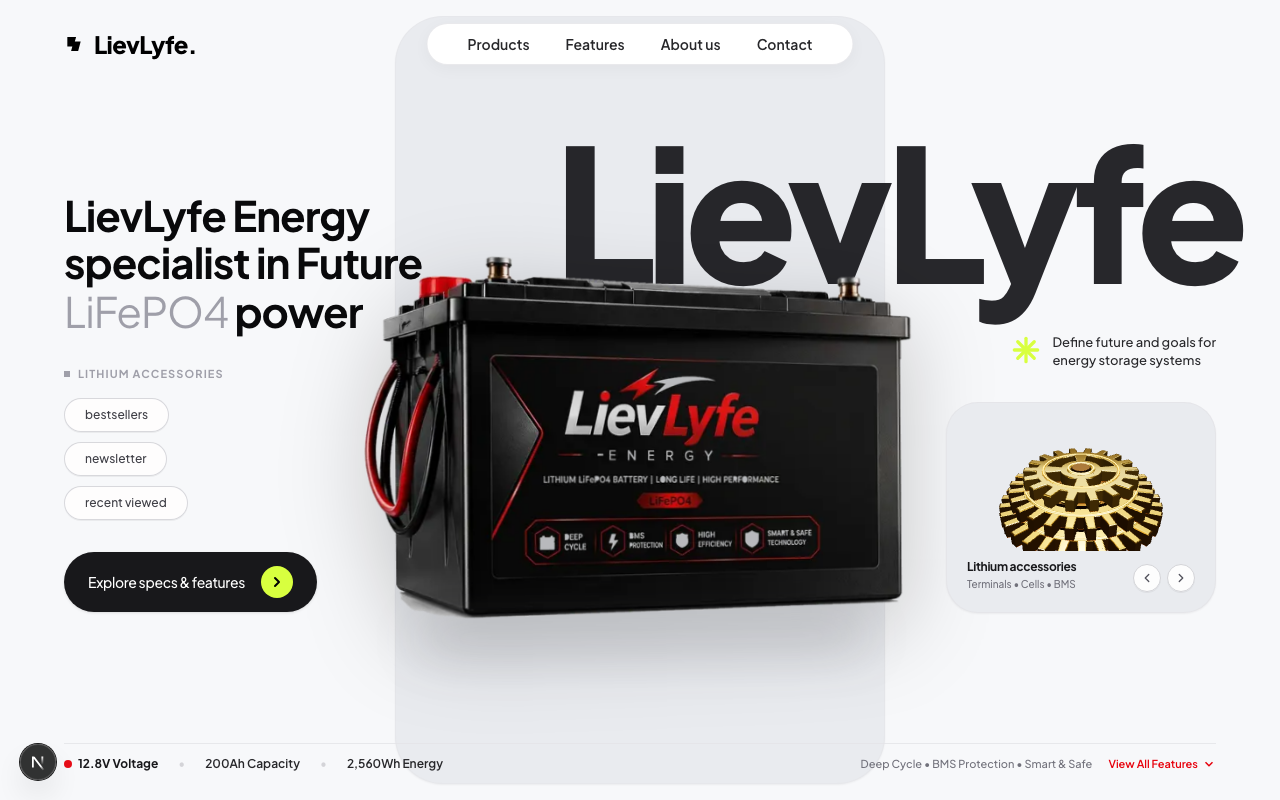 LievLyfe.
Products
Features
About us
Contact
LievLyfe
LievLyfe Energy
specialist in Future
LiFePO4 power
LITHIUM ACCESSORIES
bestsellers
newsletter
recent viewed
Explore specs & features
LievLyfe
ENERGY
LITHIUM LiFePO4 BATTERY | LONG LIFE | HIGH PERFORMANCE
LiFePO4
DEEP
CYCLE
BMS
PROTECTION
HIGH
EFFICIENCY
SMART & SAFE
TECHNOLOGY
Define future and goals for
energy storage systems
Lithium accessories
Terminals • Cells • BMS
N
12.8V Voltage
200Ah Capacity
2,560Wh Energy
Deep Cycle • BMS Protection • Smart & Safe
View All Features